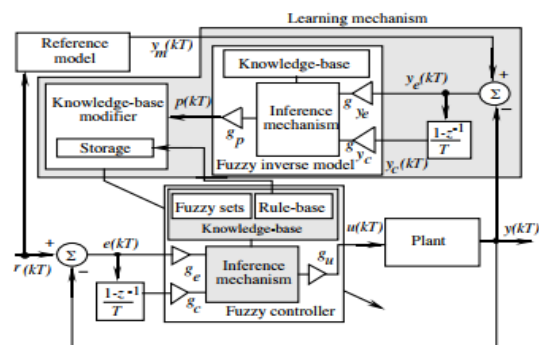 Learning mechanism
Reference
model
y_m(kT)
Knowledge-base
Inference
mechanism
g_ye
g_yc
Fuzzy inverse model
y_e(kT)
+
Σ
−
1-z⁻¹
T
y_c(kT)
Knowledge-base
modifier
Storage
p(kT)
g_p
Fuzzy sets
Rule-base
Knowledge-base
Inference
mechanism
Fuzzy controller
g_e
g_c
g_u
u(kT)
Plant
y(kT)
+
r(kT)
Σ
−
e(kT)
1-z⁻¹
T